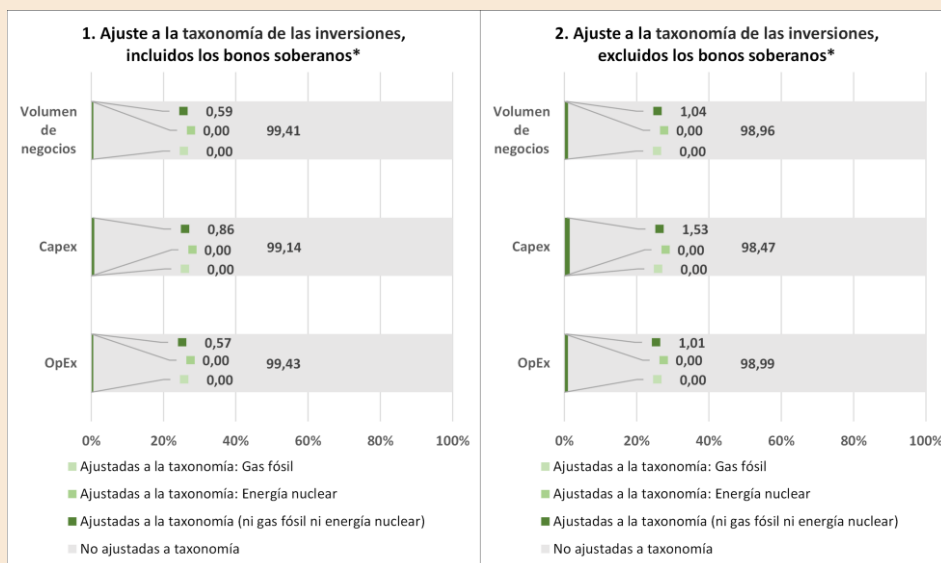 1. Ajuste a la taxonomía de las inversiones,
incluidos los bonos soberanos*
Volumen
de
negocios
0,59
0,00
0,00
99,41
Capex
0,86
0,00
0,00
99,14
OpEx
0,57
0,00
0,00
99,43
0% 20% 40% 60% 80% 100%
Ajustadas a la taxonomía: Gas fósil
Ajustadas a la taxonomía: Energía nuclear
Ajustadas a la taxonomía (ni gas fósil ni energía nuclear)
No ajustadas a taxonomía
2. Ajuste a la taxonomía de las inversiones,
excluidos los bonos soberanos*
Volumen
de
negocios
1,04
0,00
0,00
98,96
Capex
1,53
0,00
0,00
98,47
OpEx
1,01
0,00
0,00
98,99
0% 20% 40% 60% 80% 100%
Ajustadas a la taxonomía: Gas fósil
Ajustadas a la taxonomía: Energía nuclear
Ajustadas a la taxonomía (ni gas fósil ni energía nuclear)
No ajustadas a taxonomía